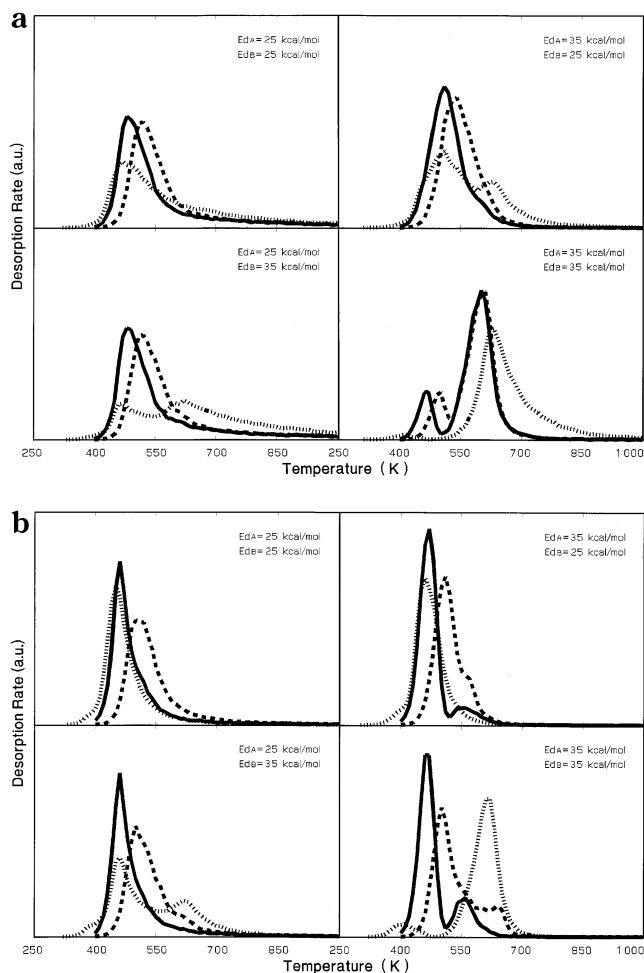 a
EdA= 25 kcal/mol
EdB= 25 kcal/mol
EdA= 35 kcal/mol
EdB= 25 kcal/mol
Desorption Rate (a.u.)
EdA= 25 kcal/mol
EdB= 35 kcal/mol
EdA= 35 kcal/mol
EdB= 35 kcal/mol
250 400 550 700 850 250 400 550 700 850 1000
Temperature (K)
b
EdA= 25 kcal/mol
EdB= 25 kcal/mol
EdA= 35 kcal/mol
EdB= 25 kcal/mol
Desorption Rate (a.u.)
EdA= 25 kcal/mol
EdB= 35 kcal/mol
EdA= 35 kcal/mol
EdB= 35 kcal/mol
250 400 550 700 850 250 400 550 700 850 1000
Temperature (K)